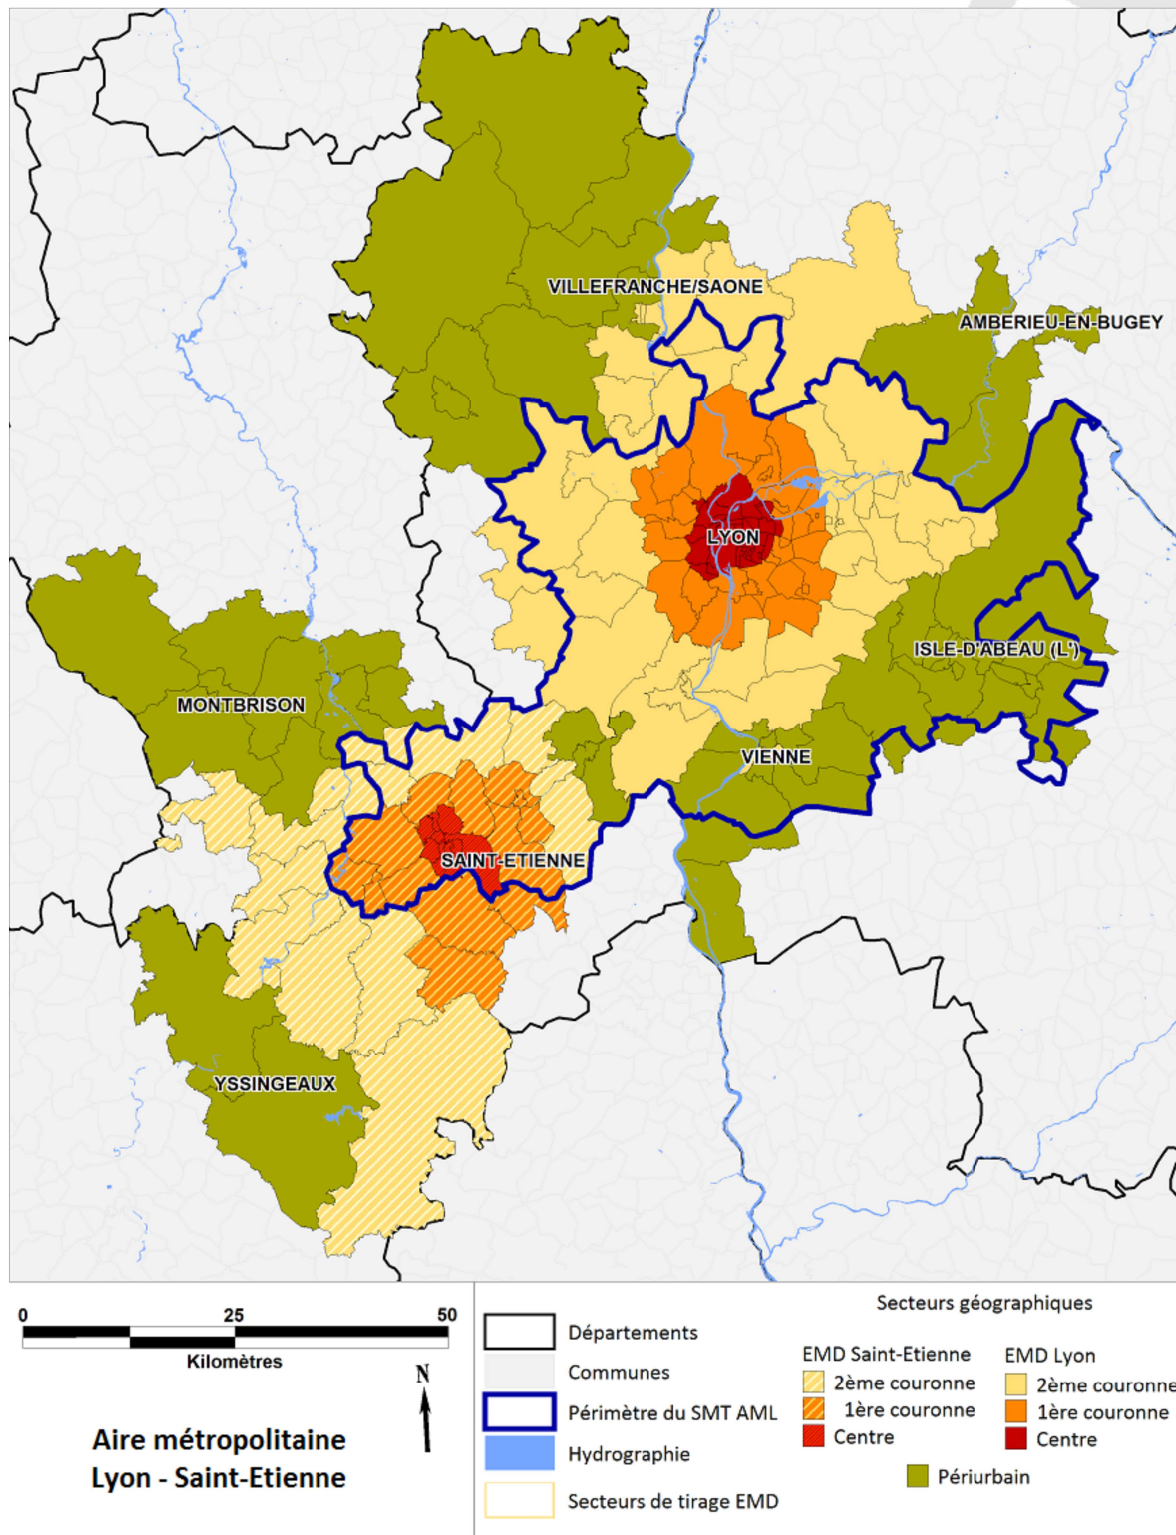 VILLEFRANCHE/SAONE
AMBERIEU-EN-BUGEY
LYON
ISLE-D'ABEAU (L')
MONTBRISON
VIENNE
SAINT-ETIENNE
YSSINGEAUX
0 25 50
Kilomètres
N
Aire métropolitaine
Lyon - Saint-Etienne
Départements
Communes
Périmètre du SMT AML
Hydrographie
Secteurs de tirage EMD
Secteurs géographiques
EMD Saint-Etienne
2ème couronne
1ère couronne
Centre
EMD Lyon
2ème couronne
1ère couronne
Centre
Périurbain